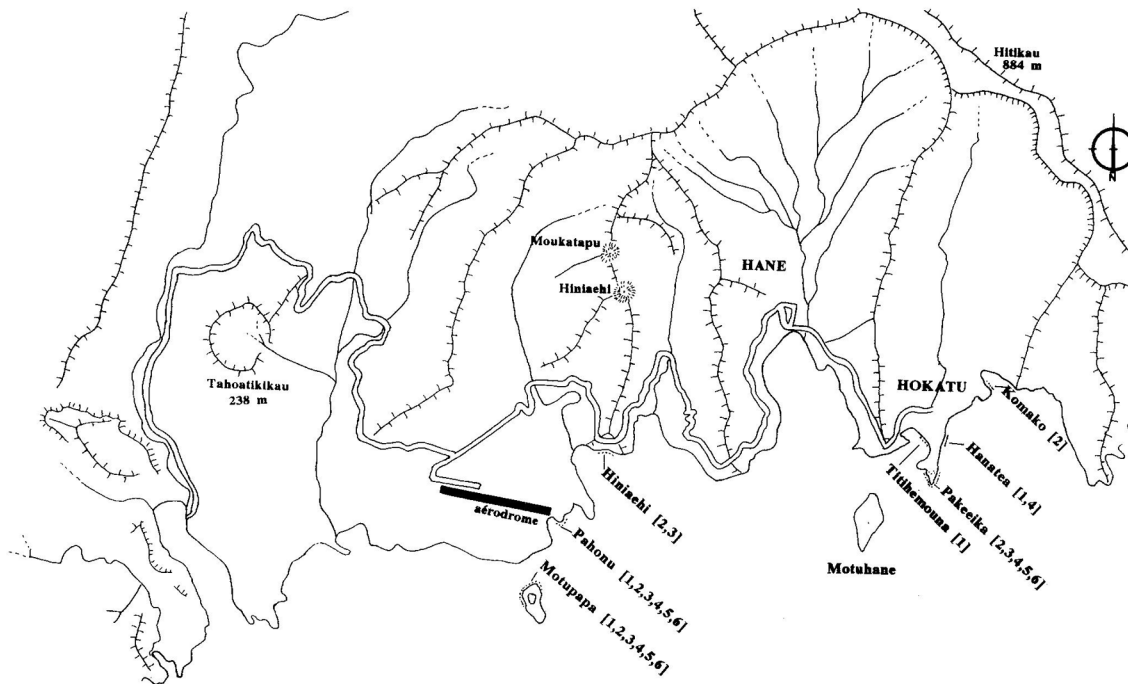 Hitikau
884 m
N
Moukatapu
HANE
Hiniaehi
Tahoatikikau
238 m
HOKATU
Komako [2]
Hanatea [1,4]
Pakeeika [2,3,4,5,6]
Titihemouna [1]
Hiniaehi [2,3]
aérodrome
Pahonu [1,2,3,4,5,6]
Motuhane
Motupapa [1,2,3,4,5,6]